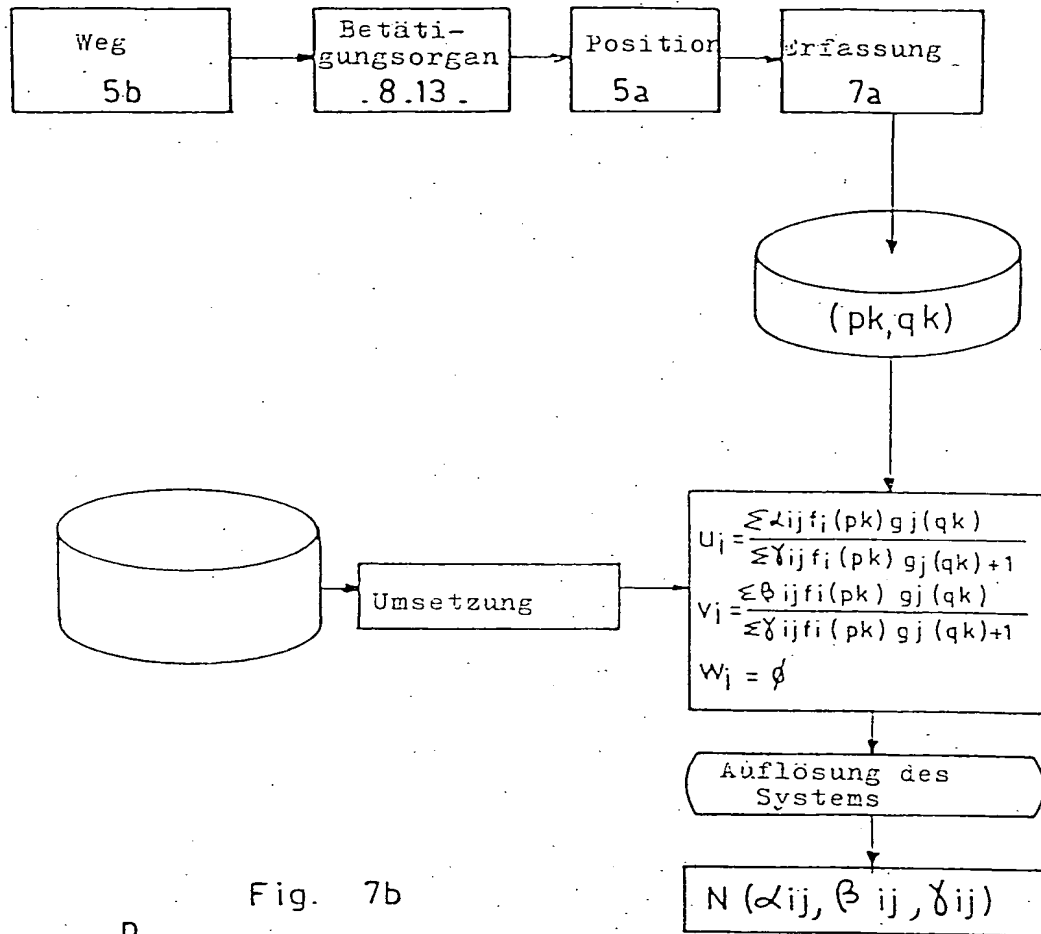 Weg
5b
Betäti-
gungsorgan
8.13
Position
5a
Erfassung
7a
(pk,qk)
Umsetzung
ui = Σαij fi(pk) gj(qk) / Σγij fi(pk) gj(qk)+1
vi = Σβij fi(pk) gj(qk) / Σγij fi(pk) gj(qk)+1
wi = ø
Auflösung des
Systems
N (αij, βij, γij)
Fig. 7b